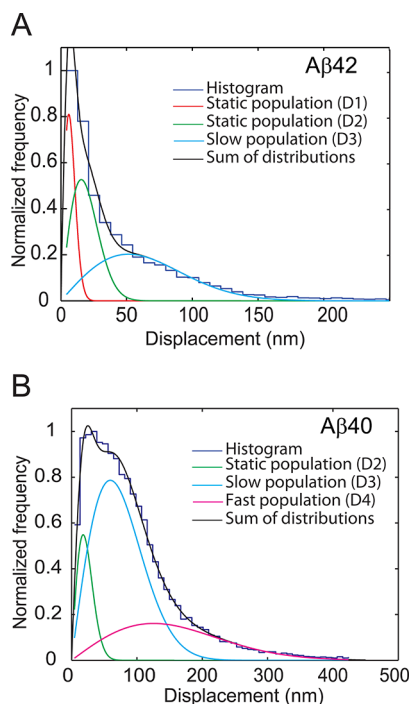 A
Aβ42
Histogram
Static population (D1)
Static population (D2)
Slow population (D3)
Sum of distributions
Normalized frequency
1
0.8
0.6
0.4
0.2
0
0 50 100 150 200
Displacement (nm)
B
Aβ40
Histogram
Static population (D2)
Slow population (D3)
Fast population (D4)
Sum of distributions
Normalized frequency
1
0.8
0.6
0.4
0.2
0
0 100 200 300 400 500
Displacement (nm)